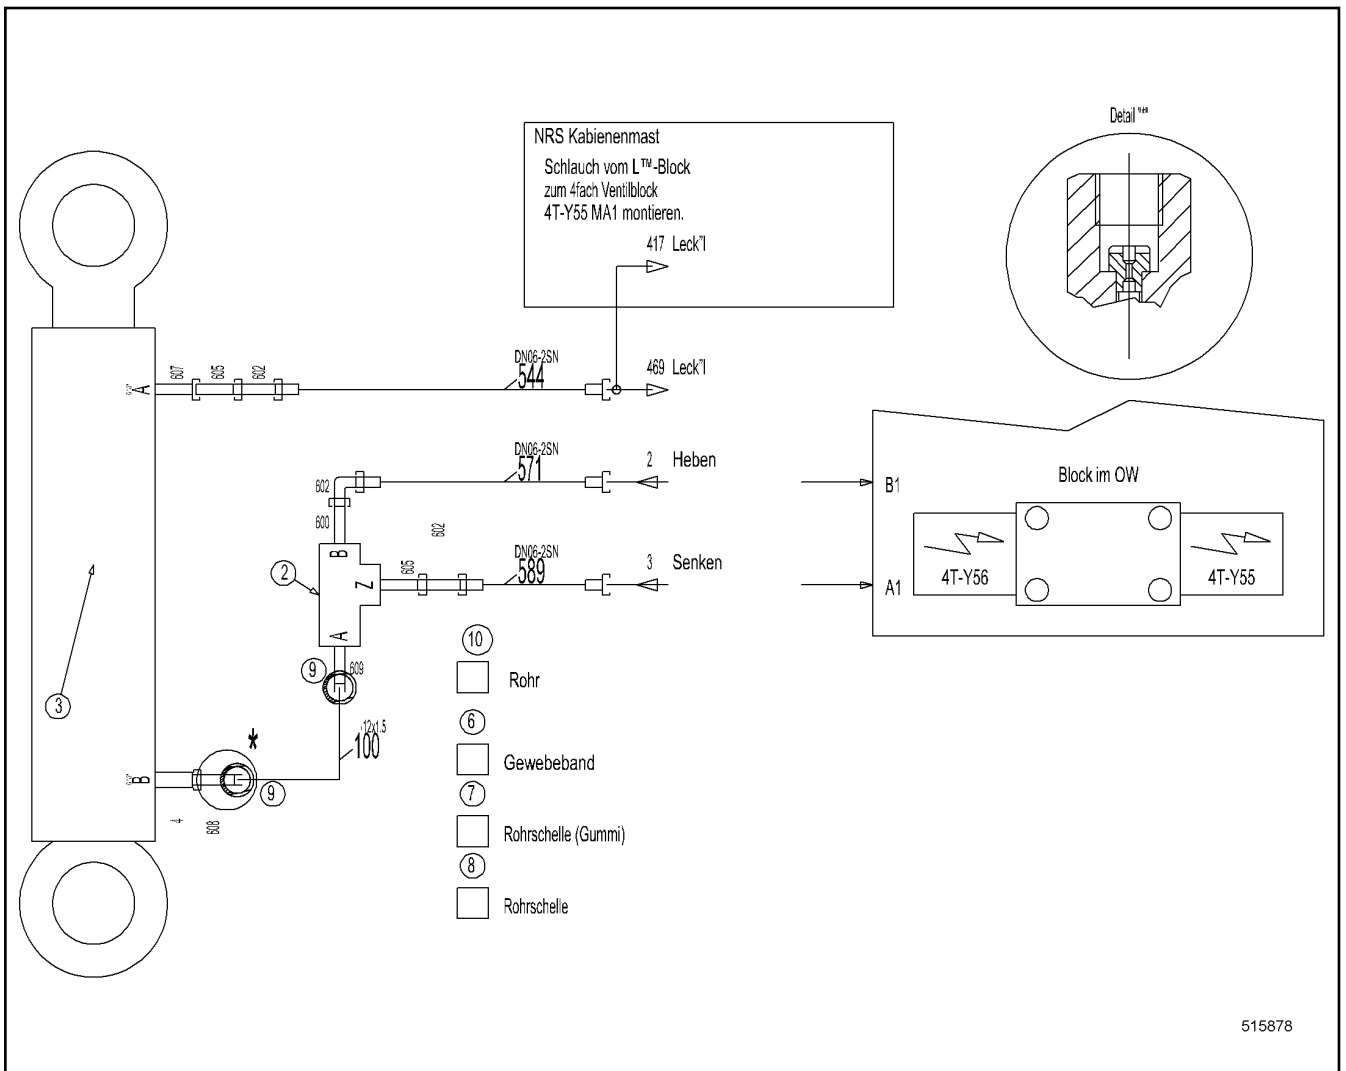 Detail "*"
NRS Kabienenmast
Schlauch vom L™-Block
zum 4fach Ventilblock
4T-Y55 MA1 montieren.
417 Leck"l
607
605
602
A
DN06-2SN
544
469 Leck"l
DN06-2SN
571
2 Heben
B1
Block im OW
602
600
602
B
Z
A
2
605
DN06-2SN
589
3 Senken
A1
4T-Y56
4T-Y55
10
Rohr
9
609
3
6
Gewebeband
12x1.5
100
*
B
9
7
Rohrschelle (Gummi)
4
608
8
Rohrschelle
515878